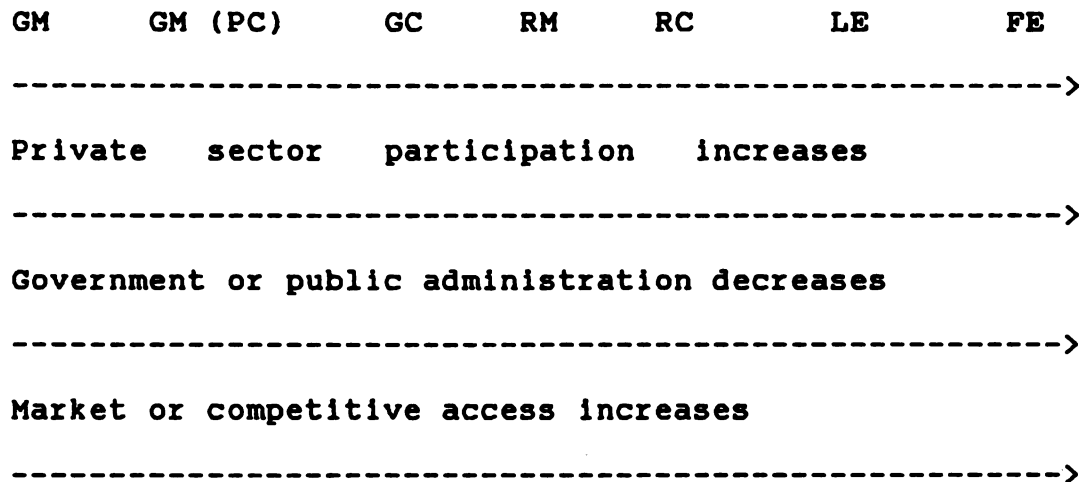 GM GM (PC) GC RM RC LE FE
------------------------------------------------------>
Private sector participation increases
------------------------------------------------------>
Government or public administration decreases
------------------------------------------------------>
Market or competitive access increases
------------------------------------------------------>